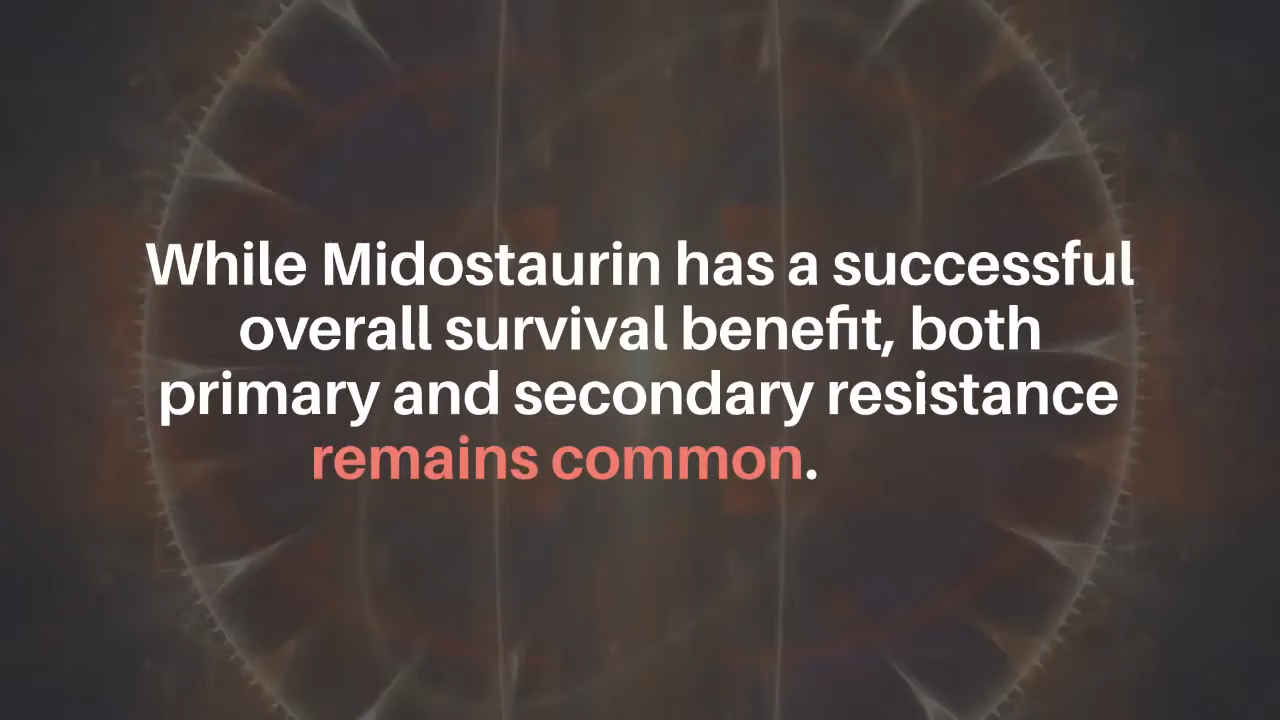 While Midostaurin has a successful
overall survival benefit, both
primary and secondary resistance
remains common.